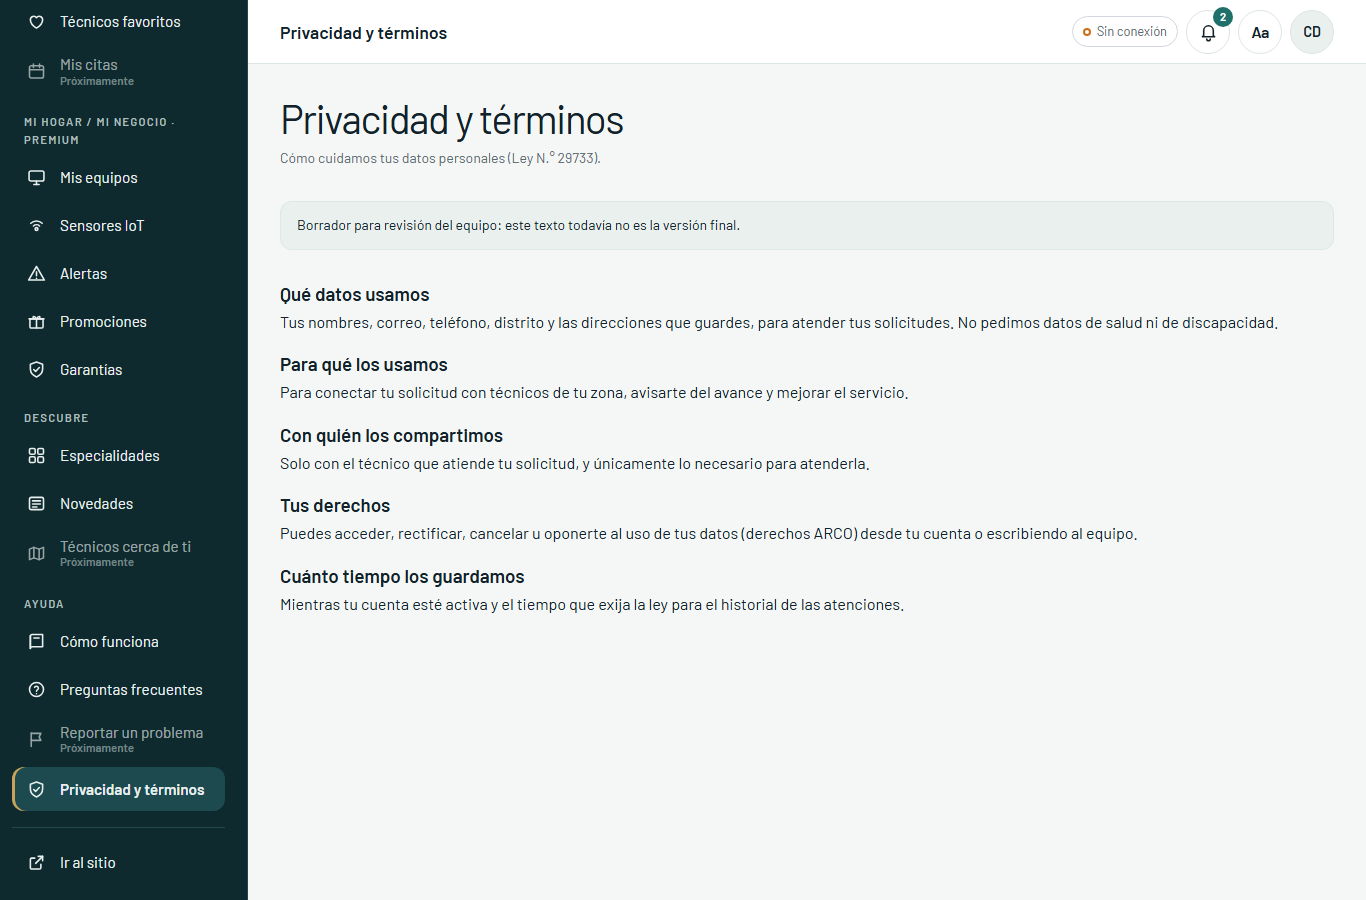 Técnicos favoritos
Mis citas
Próximamente
MI HOGAR / MI NEGOCIO ·
PREMIUM
Mis equipos
Sensores IoT
Alertas
Promociones
Garantías
DESCUBRE
Especialidades
Novedades
Técnicos cerca de ti
Próximamente
AYUDA
Cómo funciona
Preguntas frecuentes
Reportar un problema
Próximamente
Privacidad y términos
Ir al sitio
Privacidad y términos
Sin conexión
2
Aa
CD
Privacidad y términos
Cómo cuidamos tus datos personales (Ley N.° 29733).
Borrador para revisión del equipo: este texto todavía no es la versión final.
Qué datos usamos
Tus nombres, correo, teléfono, distrito y las direcciones que guardes, para atender tus solicitudes. No pedimos datos de salud ni de discapacidad.
Para qué los usamos
Para conectar tu solicitud con técnicos de tu zona, avisarte del avance y mejorar el servicio.
Con quién los compartimos
Solo con el técnico que atiende tu solicitud, y únicamente lo necesario para atenderla.
Tus derechos
Puedes acceder, rectificar, cancelar u oponerte al uso de tus datos (derechos ARCO) desde tu cuenta o escribiendo al equipo.
Cuánto tiempo los guardamos
Mientras tu cuenta esté activa y el tiempo que exija la ley para el historial de las atenciones.